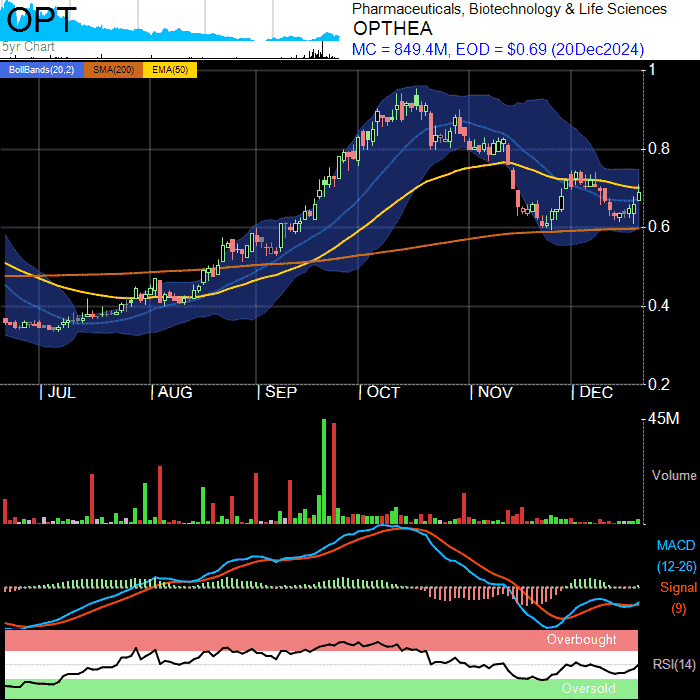 OPT
5yr Chart
Pharmaceuticals, Biotechnology & Life Sciences
OPTHEA
MC = 849.4M, EOD = $0.69 (20Dec2024)
BollBands(20,2) SMA(200) EMA(50)
1
0.8
0.6
0.4
0.2
JUL AUG SEP OCT NOV DEC
45M
Volume
MACD
(12-26)
Signal
(9)
Overbought
RSI(14)
Oversold